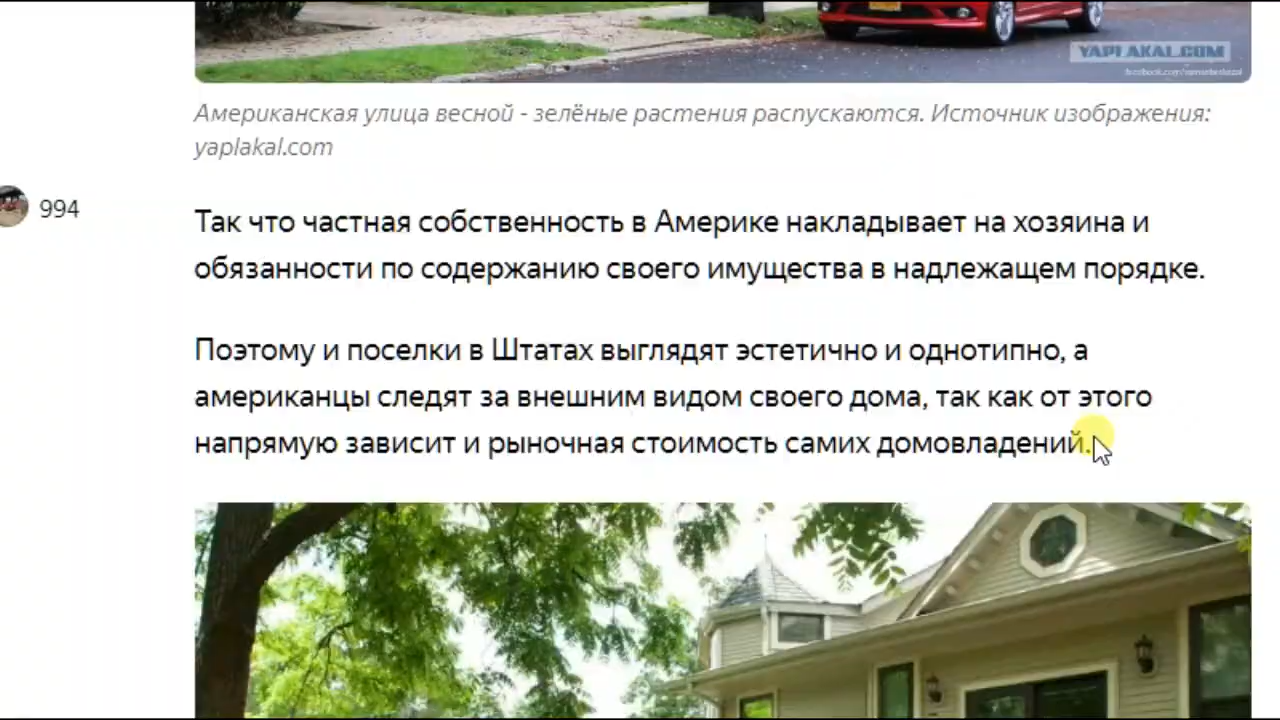 YAPLAKAL.COM
Американская улица весной - зелёные растения распускаются. Источник изображения:
yaplakal.com
994
Так что частная собственность в Америке накладывает на хозяина и
обязанности по содержанию своего имущества в надлежащем порядке.
Поэтому и поселки в Штатах выглядят эстетично и однотипно, а
американцы следят за внешним видом своего дома, так как от этого
напрямую зависит и рыночная стоимость самих домовладений.